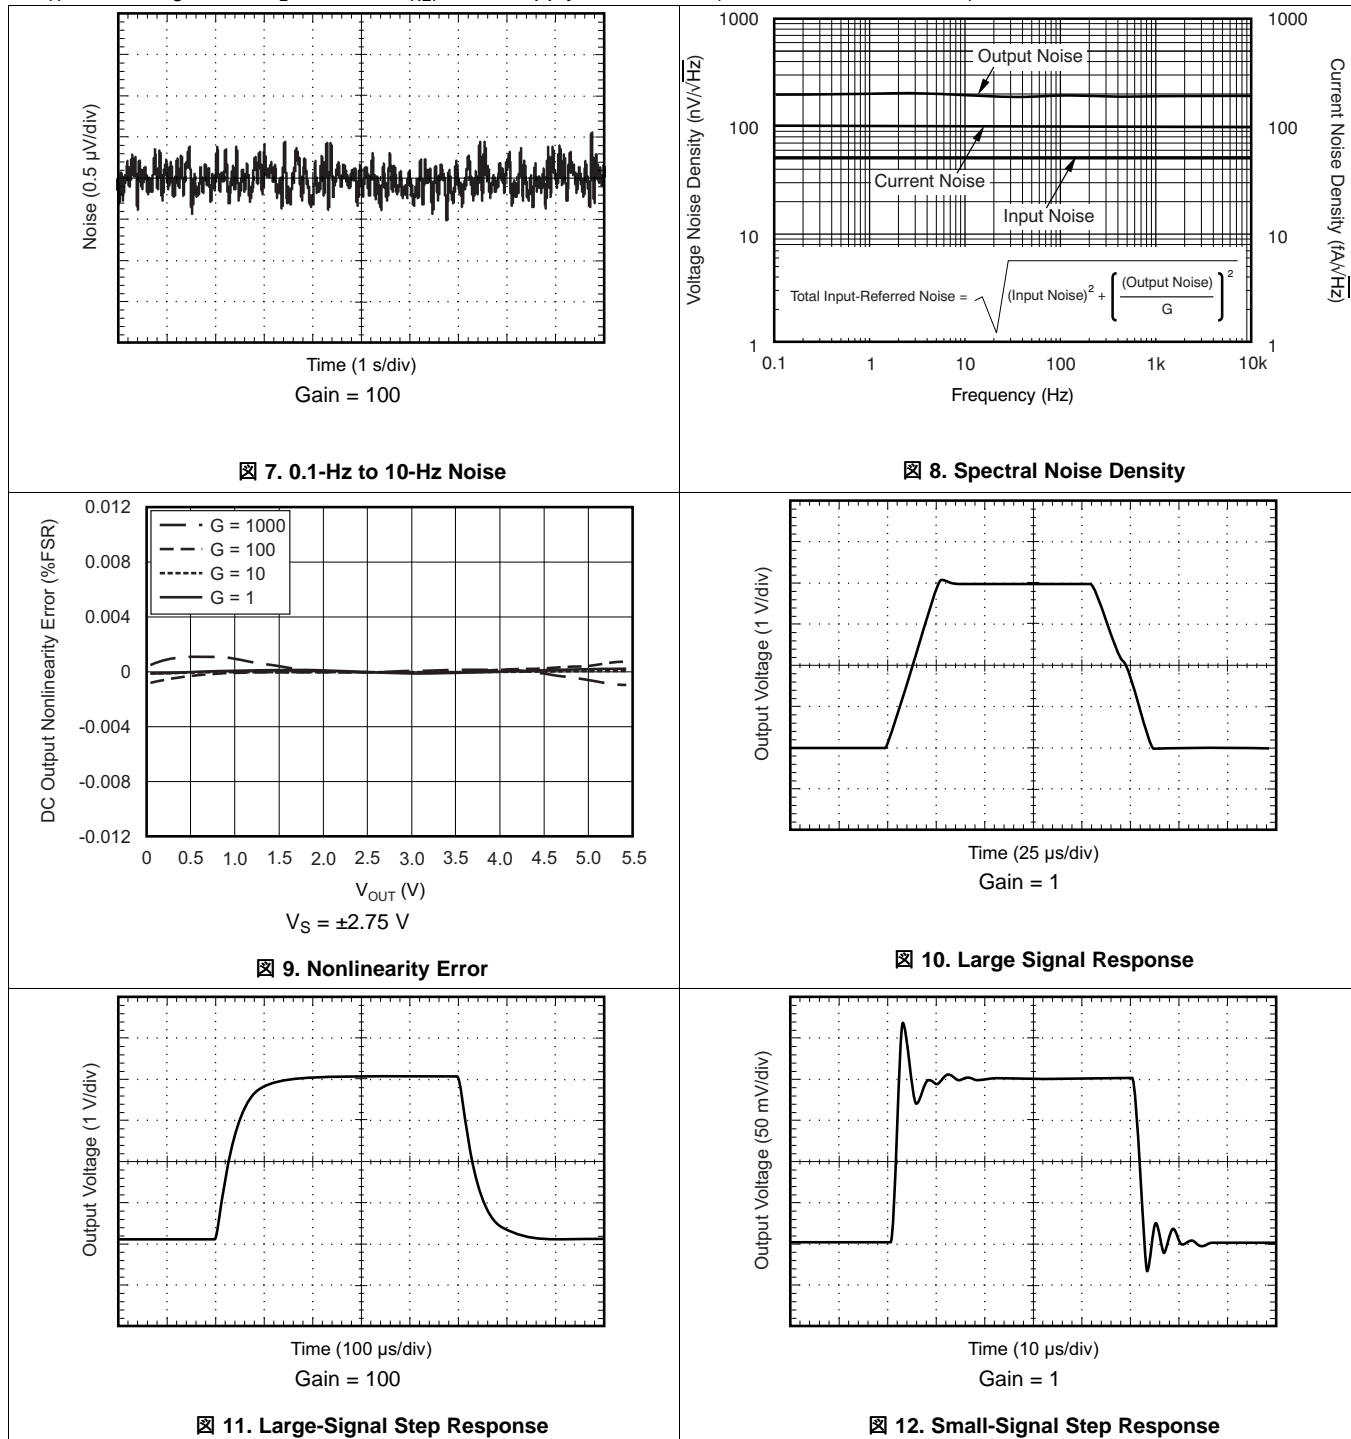 Noise (0.5 µV/div)
Time (1 s/div)
Gain = 100
図 7. 0.1-Hz to 10-Hz Noise
1000
100
10
1
Voltage Noise Density (nV/√Hz)
Output Noise
Current Noise
Input Noise
Total Input-Referred Noise = √ (Input Noise)² + [ (Output Noise) / G ]²
1000
100
10
1
Current Noise Density (fA/√Hz)
0.1 1 10 100 1k 10k
Frequency (Hz)
図 8. Spectral Noise Density
DC Output Nonlinearity Error (%FSR)
0.012
0.008
0.004
0
-0.004
-0.008
-0.012
G = 1000
G = 100
G = 10
G = 1
0 0.5 1.0 1.5 2.0 2.5 3.0 3.5 4.0 4.5 5.0 5.5
VOUT (V)
VS = ±2.75 V
図 9. Nonlinearity Error
Output Voltage (1 V/div)
Time (25 µs/div)
Gain = 1
図 10. Large Signal Response
Output Voltage (1 V/div)
Time (100 µs/div)
Gain = 100
図 11. Large-Signal Step Response
Output Voltage (50 mV/div)
Time (10 µs/div)
Gain = 1
図 12. Small-Signal Step Response